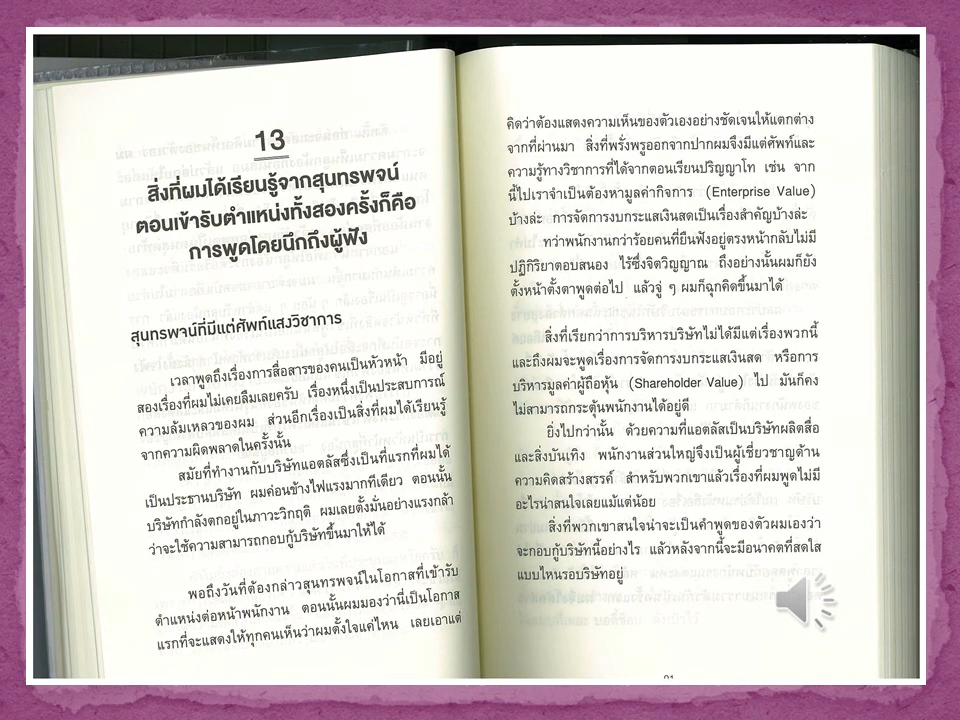 13
สิ่งที่ผมได้เรียนรู้จากสุนทรพจน์
ตอนเข้ารับตำแหน่งทั้งสองครั้งก็คือ
การพูดโดยนึกถึงผู้ฟัง
สุนทรพจน์ที่มีแต่ศัพท์แสงวิชาการ
เวลาพูดถึงเรื่องการสื่อสารของคนเป็นหัวหน้า มีอยู่
สองเรื่องที่ผมไม่เคยลืมเลยครับ เรื่องหนึ่งเป็นประสบการณ์
ความล้มเหลวของผม ส่วนอีกเรื่องเป็นสิ่งที่ผมได้เรียนรู้
จากความผิดพลาดในครั้งนั้น
สมัยที่ทำงานกับบริษัทแอตลัสซึ่งเป็นที่แรกที่ผมได้
เป็นประธานบริษัท ผมค่อนข้างไฟแรงมากทีเดียว ตอนนั้น
บริษัทกำลังตกอยู่ในภาวะวิกฤติ ผมเลยตั้งมั่นอย่างแรงกล้า
ว่าจะใช้ความสามารถกอบกู้บริษัทขึ้นมาให้ได้
พอถึงวันที่ต้องกล่าวสุนทรพจน์ในโอกาสที่เข้ารับ
ตำแหน่งต่อหน้าพนักงาน ตอนนั้นผมมองว่านี่เป็นโอกาส
แรกที่จะแสดงให้ทุกคนเห็นว่าผมตั้งใจแค่ไหน เลยเอาแต่
คิดว่าต้องแสดงความเห็นของตัวเองอย่างชัดเจนให้แตกต่าง
จากที่ผ่านมา สิ่งที่พรั่งพรูออกจากปากผมจึงมีแต่ศัพท์และ
ความรู้ทางวิชาการที่ได้จากตอนเรียนปริญญาโท เช่น จาก
นี้ไปเราจำเป็นต้องหามูลค่ากิจการ (Enterprise Value)
บ้างล่ะ การจัดการงบกระแสเงินสดเป็นเรื่องสำคัญบ้างล่ะ
ทว่าพนักงานกว่าร้อยคนที่ยืนฟังอยู่ตรงหน้ากลับไม่มี
ปฏิกิริยาตอบสนอง ไร้ซึ่งจิตวิญญาณ ถึงอย่างนั้นผมก็ยัง
ตั้งหน้าตั้งตาพูดต่อไป แล้วจู่ ๆ ผมก็ฉุกคิดขึ้นมาได้
สิ่งที่เรียกว่าการบริหารบริษัทไม่ได้มีแต่เรื่องพวกนี้
และถึงผมจะพูดเรื่องการจัดการงบกระแสเงินสด หรือการ
บริหารมูลค่าผู้ถือหุ้น (Shareholder Value) ไป มันก็คง
ไม่สามารถกระตุ้นพนักงานได้อยู่ดี
ยิ่งไปกว่านั้น ด้วยความที่แอตลัสเป็นบริษัทผลิตสื่อ
และสิ่งบันเทิง พนักงานส่วนใหญ่จึงเป็นผู้เชี่ยวชาญด้าน
ความคิดสร้างสรรค์ สำหรับพวกเขาแล้วเรื่องที่ผมพูดไม่มี
อะไรน่าสนใจเลยแม้แต่น้อย
สิ่งที่พวกเขาสนใจน่าจะเป็นคำพูดของตัวผมเองว่า
จะกอบกู้บริษัทนี้อย่างไร แล้วหลังจากนี้จะมีอนาคตที่สดใส
แบบไหนรอบริษัทอยู่